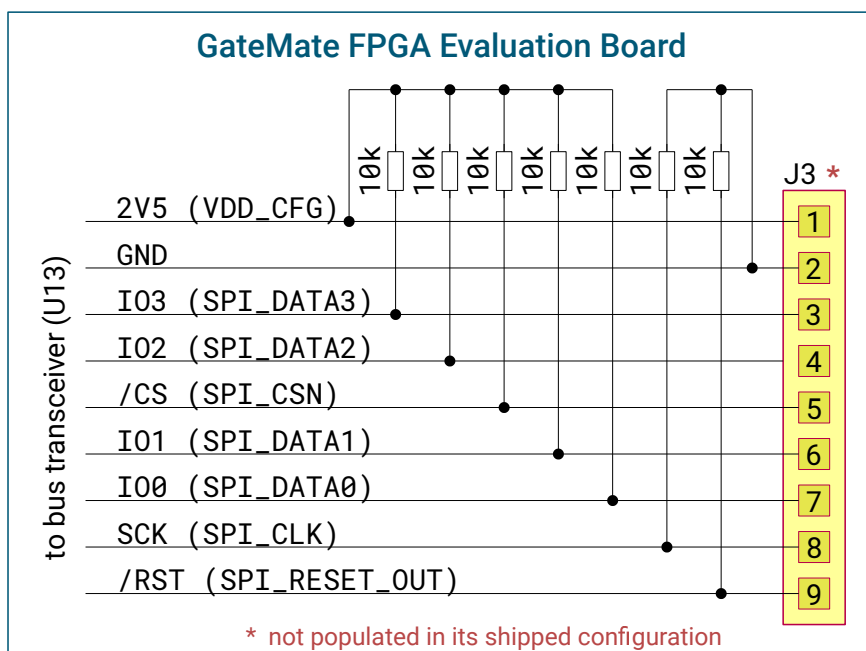 GateMate FPGA Evaluation Board
10k 10k 10k 10k 10k 10k 10k
J3 *
2V5 (VDD_CFG) 1
GND 2
IO3 (SPI_DATA3) 3
IO2 (SPI_DATA2) 4
/CS (SPI_CSN) 5
IO1 (SPI_DATA1) 6
IO0 (SPI_DATA0) 7
SCK (SPI_CLK) 8
/RST (SPI_RESET_OUT) 9
to bus transceiver (U13)
* not populated in its shipped configuration